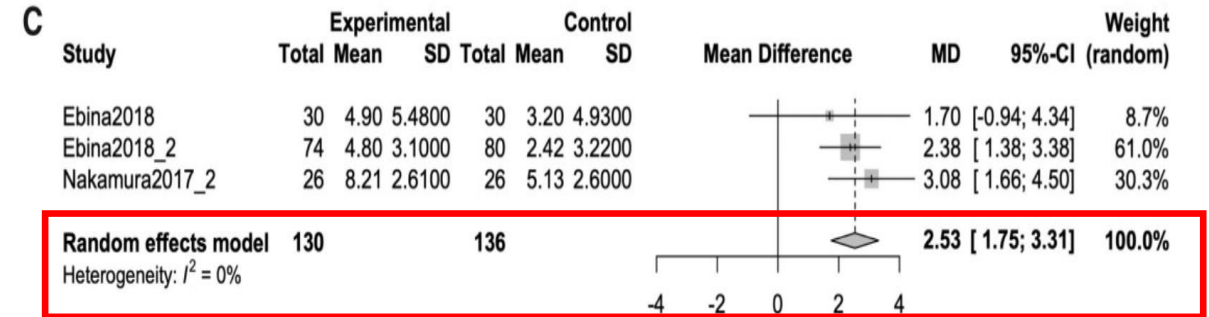 C
Experimental Control Weight
Study Total Mean SD Total Mean SD Mean Difference MD 95%-CI (random)
Ebina2018 30 4.90 5.4800 30 3.20 4.9300 1.70 [-0.94; 4.34] 8.7%
Ebina2018_2 74 4.80 3.1000 80 2.42 3.2200 2.38 [ 1.38; 3.38] 61.0%
Nakamura2017_2 26 8.21 2.6100 26 5.13 2.6000 3.08 [ 1.66; 4.50] 30.3%
Random effects model 130 136 2.53 [ 1.75; 3.31] 100.0%
Heterogeneity: I² = 0%
-4 -2 0 2 4